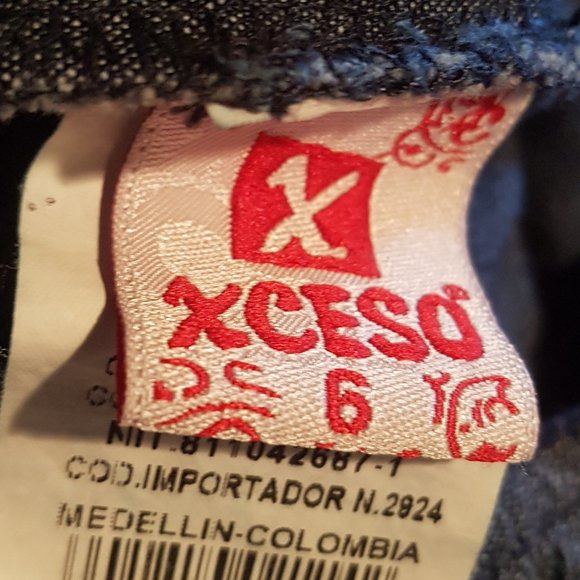 X
XCESO®
6
NIT.811042687-1
COD.IMPORTADOR N.2924
MEDELLIN-COLOMBIA